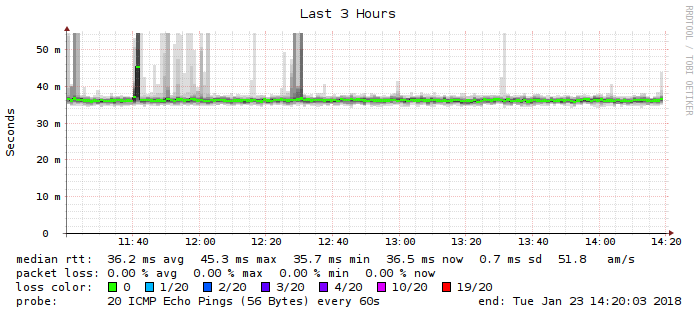 Last 3 Hours
RRDTOOL / TOBI OETIKER
Seconds
50 m
40 m
30 m
20 m
10 m
0
11:40 12:00 12:20 12:40 13:00 13:20 13:40 14:00 14:20
median rtt: 36.2 ms avg 45.3 ms max 35.7 ms min 36.5 ms now 0.7 ms sd 51.8 am/s
packet loss: 0.00 % avg 0.00 % max 0.00 % min 0.00 % now
loss color: 0 1/20 2/20 3/20 4/20 10/20 19/20
probe: 20 ICMP Echo Pings (56 Bytes) every 60s end: Tue Jan 23 14:20:03 2018